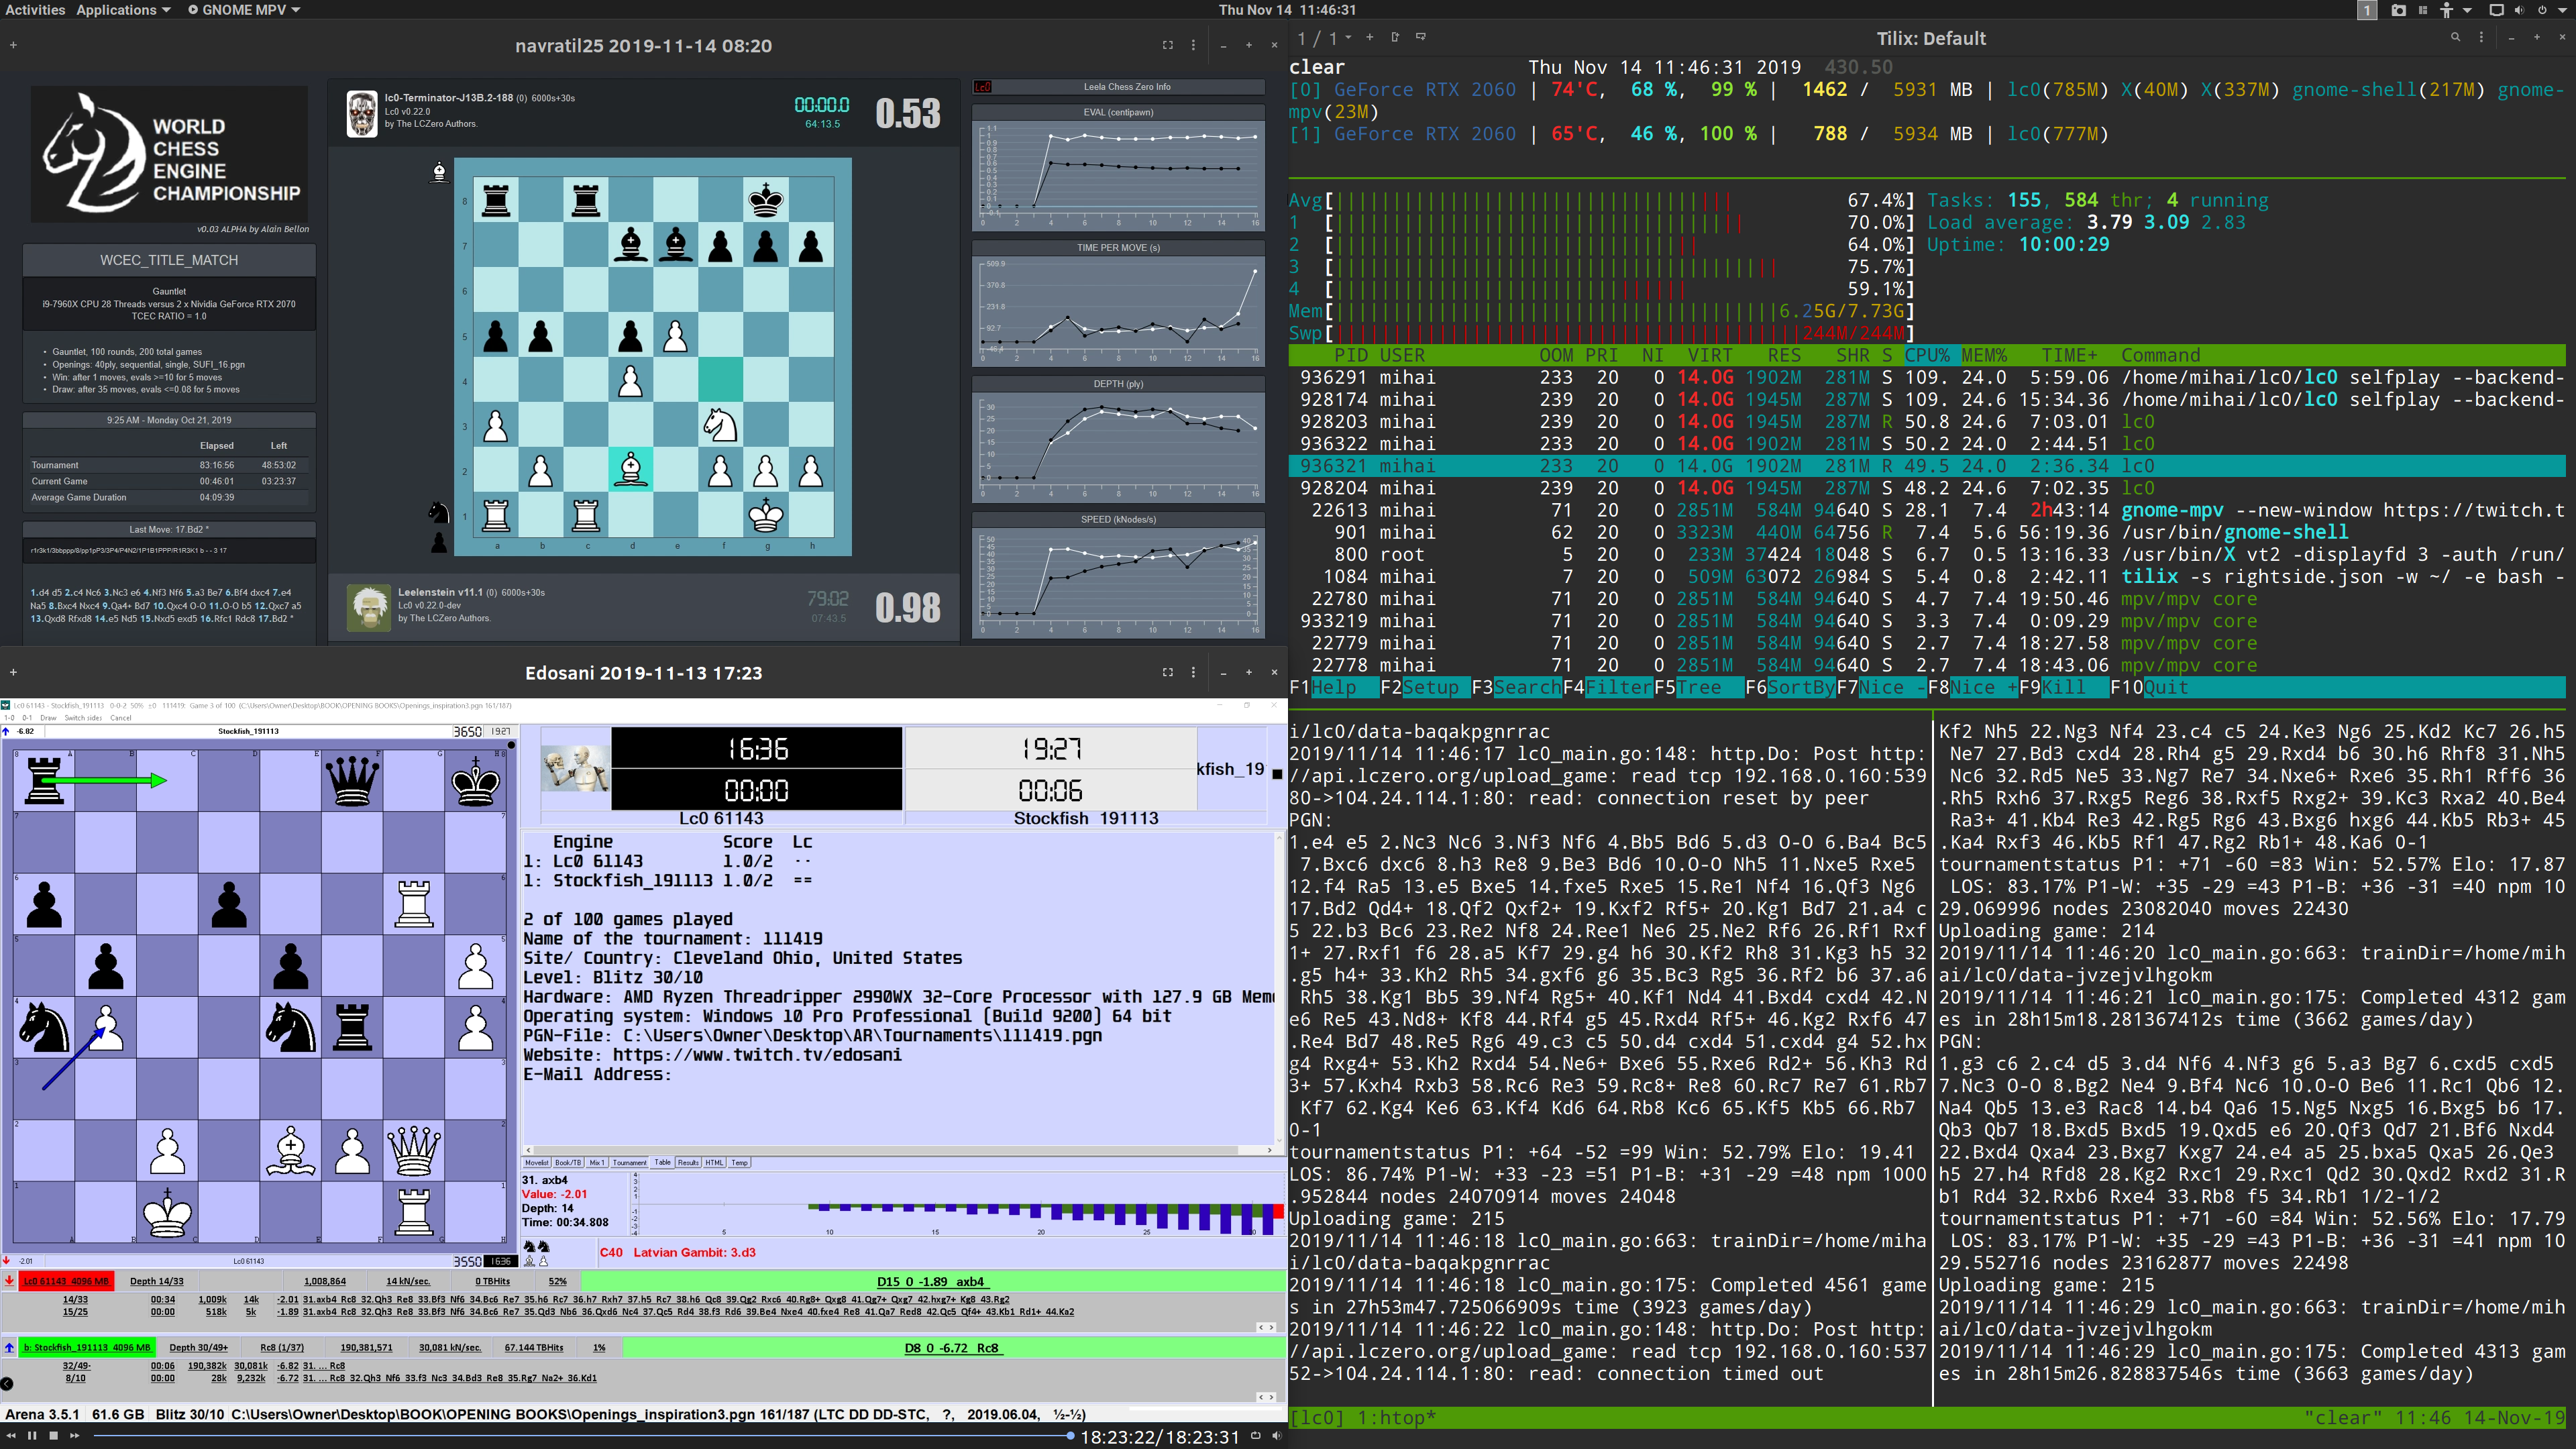 Activities Applications GNOME MPV Thu Nov 14 11:46:31 1
navratil25 2019-11-14 08:20
WORLD
CHESS
ENGINE
CHAMPIONSHIP
v0.03 ALPHA by Alain Bellon
WCEC_TITLE_MATCH
Gauntlet
i9-7960X CPU 28 Threads versus 2 x Nividia GeForce RTX 2070
TCEC RATIO = 1.0
• Gauntlet, 100 rounds, 200 total games
• Openings: 40ply, sequential, single, SUFI_16.pgn
• Win: after 1 moves, evals >=10 for 5 moves
• Draw: after 35 moves, evals <=0.08 for 5 moves
9:25 AM - Monday Oct 21, 2019
Elapsed Left
Tournament 83:16:56 48:53:02
Current Game 00:46:01 03:23:37
Average Game Duration 04:09:39
Last Move: 17.Bd2 *
r1r3k1/3bbppp/8/pp1pP3/3P4/P4N2/1P1B1PPP/R1R3K1 b - - 3 17
1.d4 d5 2.c4 Nc6 3.Nc3 e6 4.Nf3 Nf6 5.a3 Be7 6.Bf4 dxc4 7.e4
Na5 8.Bxc4 Nxc4 9.Qa4+ Bd7 10.Qxc4 O-O 11.O-O b5 12.Qxc7 a5
13.Qxd8 Rfxd8 14.e5 Nd5 15.Nxd5 exd5 16.Rfc1 Rdc8 17.Bd2 *
lc0-Terminator-J13B.2-188 (0) 6000s+30s
Lc0 v0.22.0
by The LCZero Authors.
00:00.0
64:13.5
0.53
8
7
6
5
4
3
2
1
a b c d e f g h
Leelenstein v11.1 (0) 6000s+30s
Lc0 v0.22.0-dev
by The LCZero Authors.
79:02
07:43.5
0.98
Lc0 Leela Chess Zero Info
EVAL (centipawn)
TIME PER MOVE (s)
509.9
370.8
231.8
92.7
-46.4
DEPTH (ply)
SPEED (kNodes/s)
Edosani 2019-11-13 17:23
Lc0 61143 - Stockfish_191113 0-0-2 50% ±0 111419: Game 3 of 100 (C:\Users\Owner\Desktop\BOOK\OPENING BOOKS\Openings_inspiration3.pgn 161/187)
1-0 0-1 Draw Switch sides Cancel
-6.82 Stockfish_191113 3650 19:27
16:36 19:27 kfish_19
00:00 00:06
Lc0 61143 Stockfish 191113
Engine Score Lc
1: Lc0 61143 1.0/2 ··
1: Stockfish_191113 1.0/2 ==
2 of 100 games played
Name of the tournament: 111419
Site/ Country: Cleveland Ohio, United States
Level: Blitz 30/10
Hardware: AMD Ryzen Threadripper 2990WX 32-Core Processor with 127.9 GB Mem
Operating system: Windows 10 Pro Professional (Build 9200) 64 bit
PGN-File: C:\Users\Owner\Desktop\AR\Tournaments\111419.pgn
Website: https://www.twitch.tv/edosani
E-Mail Address:
Movelist Book/TB Mix 1 Tournament Table Results HTML Temp
31. axb4
Value: -2.01
Depth: 14
Time: 00:34.808
5 10 15 20 25 30
C40 Latvian Gambit: 3.d3
-2.01 Lc0 61143 3550 16:36
Lc0 61143 4096 MB Depth 14/33 1,008,864 14 kN/sec. 0 TBHits 52% D15 0 -1.89 axb4
14/33 00:34 1,009k 14k -2.01 31.axb4 Rc8 32.Qh3 Re8 33.Bf3 Nf6 34.Bc6 Re7 35.h6 Rc7 36.h7 Rxh7 37.h5 Rc7 38.h6 Qc8 39.Qg2 Rxc6 40.Rg8+ Qxg8 41.Qg7+ Qxg7 42.hxg7+ Kg8 43.Rg2
15/25 00:00 518k 5k -1.89 31.axb4 Rc8 32.Qh3 Re8 33.Bf3 Nf6 34.Bc6 Re7 35.Qd3 Nb6 36.Qxd6 Nc4 37.Qc5 Rd4 38.f3 Rd6 39.Be4 Nxe4 40.fxe4 Re8 41.Qa7 Red8 42.Qc5 Qf4+ 43.Kb1 Rd1+ 44.Ka2
b: Stockfish_191113 4096 MB Depth 30/49+ Rc8 (1/37) 190,381,571 30,081 kN/sec. 67.144 TBHits 1% D8 0 -6.72 Rc8
32/49- 00:06 190,382k 30,081k -6.82 31. ... Rc8
8/10 00:00 28k 9,232k -6.72 31. ... Rc8 32.Qh3 Nf6 33.f3 Nc3 34.Bd3 Re8 35.Rg7 Na2+ 36.Kd1
Arena 3.5.1 61.6 GB Blitz 30/10 C:\Users\Owner\Desktop\BOOK\OPENING BOOKS\Openings_inspiration3.pgn 161/187 (LTC DD DD-STC, ?, 2019.06.04, ½-½)
18:23:22/18:23:31
1 / 1 Tilix: Default
clear Thu Nov 14 11:46:31 2019 430.50
[0] GeForce RTX 2060 | 74'C, 68 %, 99 % | 1462 / 5931 MB | lc0(785M) X(40M) X(337M) gnome-shell(217M) gnome-
mpv(23M)
[1] GeForce RTX 2060 | 65'C, 46 %, 100 % | 788 / 5934 MB | lc0(777M)
Avg[ 67.4%] Tasks: 155, 584 thr; 4 running
1 [ 70.0%] Load average: 3.79 3.09 2.83
2 [ 64.0%] Uptime: 10:00:29
3 [ 75.7%]
4 [ 59.1%]
Mem[ 6.25G/7.73G]
Swp[ 244M/244M]
PID USER OOM PRI NI VIRT RES SHR S CPU% MEM% TIME+ Command
936291 mihai 233 20 0 14.0G 1902M 281M S 109. 24.0 5:59.06 /home/mihai/lc0/lc0 selfplay --backend-
928174 mihai 239 20 0 14.0G 1945M 287M S 109. 24.6 15:34.36 /home/mihai/lc0/lc0 selfplay --backend-
928203 mihai 239 20 0 14.0G 1945M 287M R 50.8 24.6 7:03.01 lc0
936322 mihai 233 20 0 14.0G 1902M 281M S 50.2 24.0 2:44.51 lc0
936321 mihai 233 20 0 14.0G 1902M 281M R 49.5 24.0 2:36.34 lc0
928204 mihai 239 20 0 14.0G 1945M 287M S 48.2 24.6 7:02.35 lc0
22613 mihai 71 20 0 2851M 584M 94640 S 28.1 7.4 2h43:14 gnome-mpv --new-window https://twitch.t
901 mihai 62 20 0 3323M 440M 64756 R 7.4 5.6 56:19.36 /usr/bin/gnome-shell
800 root 5 20 0 233M 37424 18048 S 6.7 0.5 13:16.33 /usr/bin/X vt2 -displayfd 3 -auth /run/
1084 mihai 7 20 0 509M 63072 26984 S 5.4 0.8 2:42.11 tilix -s rightside.json -w ~/ -e bash -
22780 mihai 71 20 0 2851M 584M 94640 S 4.7 7.4 19:50.46 mpv/mpv core
933219 mihai 71 20 0 2851M 584M 94640 S 3.3 7.4 0:09.29 mpv/mpv core
22779 mihai 71 20 0 2851M 584M 94640 S 2.7 7.4 18:27.58 mpv/mpv core
22778 mihai 71 20 0 2851M 584M 94640 S 2.7 7.4 18:43.06 mpv/mpv core
F1Help F2Setup F3SearchF4FilterF5Tree F6SortByF7Nice -F8Nice +F9Kill F10Quit
i/lc0/data-baqakpgnrrac
2019/11/14 11:46:17 lc0_main.go:148: http.Do: Post http:
//api.lczero.org/upload_game: read tcp 192.168.0.160:539
80->104.24.114.1:80: read: connection reset by peer
PGN:
1.e4 e5 2.Nc3 Nc6 3.Nf3 Nf6 4.Bb5 Bd6 5.d3 O-O 6.Ba4 Bc5
7.Bxc6 dxc6 8.h3 Re8 9.Be3 Bd6 10.O-O Nh5 11.Nxe5 Rxe5
12.f4 Ra5 13.e5 Bxe5 14.fxe5 Rxe5 15.Re1 Nf4 16.Qf3 Ng6
17.Bd2 Qd4+ 18.Qf2 Qxf2+ 19.Kxf2 Rf5+ 20.Kg1 Bd7 21.a4 c
5 22.b3 Bc6 23.Re2 Nf8 24.Ree1 Ne6 25.Ne2 Rf6 26.Rf1 Rxf
1+ 27.Rxf1 f6 28.a5 Kf7 29.g4 h6 30.Kf2 Rh8 31.Kg3 h5 32
.g5 h4+ 33.Kh2 Rh5 34.gxf6 g6 35.Bc3 Rg5 36.Rf2 b6 37.a6
Rh5 38.Kg1 Bb5 39.Nf4 Rg5+ 40.Kf1 Nd4 41.Bxd4 cxd4 42.N
e6 Re5 43.Nd8+ Kf8 44.Rf4 g5 45.Rxd4 Rf5+ 46.Kg2 Rxf6 47
.Re4 Bd7 48.Re5 Rg6 49.c3 c5 50.d4 cxd4 51.cxd4 g4 52.hx
g4 Rxg4+ 53.Kh2 Rxd4 54.Ne6+ Bxe6 55.Rxe6 Rd2+ 56.Kh3 Rd
3+ 57.Kxh4 Rxb3 58.Rc6 Re3 59.Rc8+ Re8 60.Rc7 Re7 61.Rb7
Kf7 62.Kg4 Ke6 63.Kf4 Kd6 64.Rb8 Kc6 65.Kf5 Kb5 66.Rb7
0-1
tournamentstatus P1: +64 -52 =99 Win: 52.79% Elo: 19.41
LOS: 86.74% P1-W: +33 -23 =51 P1-B: +31 -29 =48 npm 1000
.952844 nodes 24070914 moves 24048
Uploading game: 215
2019/11/14 11:46:18 lc0_main.go:663: trainDir=/home/miha
i/lc0/data-baqakpgnrrac
2019/11/14 11:46:18 lc0_main.go:175: Completed 4561 game
s in 27h53m47.725066909s time (3923 games/day)
2019/11/14 11:46:22 lc0_main.go:148: http.Do: Post http:
//api.lczero.org/upload_game: read tcp 192.168.0.160:537
52->104.24.114.1:80: read: connection timed out
Kf2 Nh5 22.Ng3 Nf4 23.c4 c5 24.Ke3 Ng6 25.Kd2 Kc7 26.h5
Ne7 27.Bd3 cxd4 28.Rh4 g5 29.Rxd4 b6 30.h6 Rhf8 31.Nh5
Nc6 32.Rd5 Ne5 33.Ng7 Re7 34.Nxe6+ Rxe6 35.Rh1 Rff6 36
.Rh5 Rxh6 37.Rxg5 Reg6 38.Rxf5 Rxg2+ 39.Kc3 Rxa2 40.Be4
Ra3+ 41.Kb4 Re3 42.Rg5 Rg6 43.Bxg6 hxg6 44.Kb5 Rb3+ 45
.Ka4 Rxf3 46.Kb5 Rf1 47.Rg2 Rb1+ 48.Ka6 0-1
tournamentstatus P1: +71 -60 =83 Win: 52.57% Elo: 17.87
LOS: 83.17% P1-W: +35 -29 =43 P1-B: +36 -31 =40 npm 10
29.069996 nodes 23082040 moves 22430
Uploading game: 214
2019/11/14 11:46:20 lc0_main.go:663: trainDir=/home/mih
ai/lc0/data-jvzejvlhgokm
2019/11/14 11:46:21 lc0_main.go:175: Completed 4312 gam
es in 28h15m18.281367412s time (3662 games/day)
PGN:
1.g3 c6 2.c4 d5 3.d4 Nf6 4.Nf3 g6 5.a3 Bg7 6.cxd5 cxd5
7.Nc3 O-O 8.Bg2 Ne4 9.Bf4 Nc6 10.O-O Be6 11.Rc1 Qb6 12.
Na4 Qb5 13.e3 Rac8 14.b4 Qa6 15.Ng5 Nxg5 16.Bxg5 b6 17.
Qb3 Qb7 18.Bxd5 Bxd5 19.Qxd5 e6 20.Qf3 Qd7 21.Bf6 Nxd4
22.Bxd4 Qxa4 23.Bxg7 Kxg7 24.e4 a5 25.bxa5 Qxa5 26.Qe3
h5 27.h4 Rfd8 28.Kg2 Rxc1 29.Rxc1 Qd2 30.Qxd2 Rxd2 31.R
b1 Rd4 32.Rxb6 Rxe4 33.Rb8 f5 34.Rb1 1/2-1/2
tournamentstatus P1: +71 -60 =84 Win: 52.56% Elo: 17.79
LOS: 83.17% P1-W: +35 -29 =43 P1-B: +36 -31 =41 npm 10
29.552716 nodes 23162877 moves 22498
Uploading game: 215
2019/11/14 11:46:29 lc0_main.go:663: trainDir=/home/mih
ai/lc0/data-jvzejvlhgokm
2019/11/14 11:46:29 lc0_main.go:175: Completed 4313 gam
es in 28h15m26.828837546s time (3663 games/day)
[lc0] 1:htop* "clear" 11:46 14-Nov-19